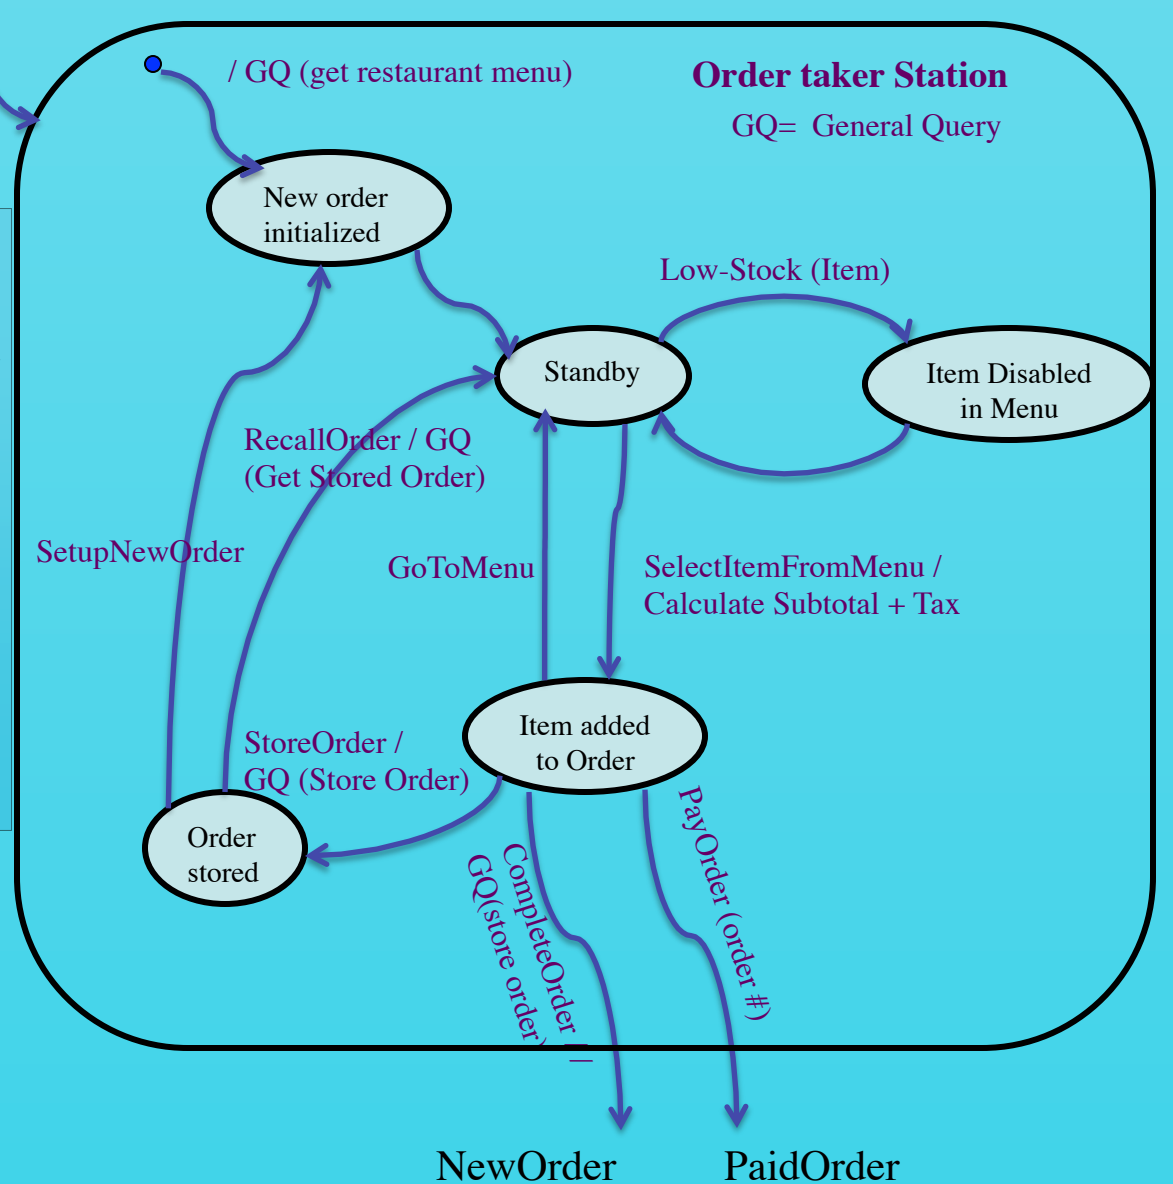 / GQ (get restaurant menu)
Order taker Station
GQ= General Query
New order
initialized
Low-Stock (Item)
Standby
Item Disabled
in Menu
RecallOrder / GQ
(Get Stored Order)
SetupNewOrder
GoToMenu
SelectItemFromMenu /
Calculate Subtotal + Tax
Item added
to Order
StoreOrder /
GQ (Store Order)
Order
stored
CompleteOrder
GQ(store order)
PayOrder (order #)
NewOrder
PaidOrder